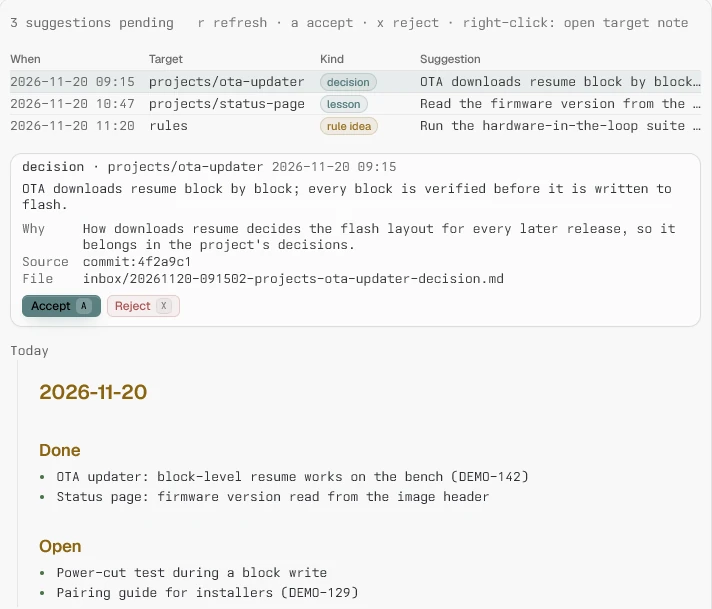 3 suggestions pending r refresh · a accept · x reject · right-click: open target note
When Target Kind Suggestion
2026-11-20 09:15 projects/ota-updater decision OTA downloads resume block by block…
2026-11-20 10:47 projects/status-page lesson Read the firmware version from the …
2026-11-20 11:20 rules rule idea Run the hardware-in-the-loop suite …
decision · projects/ota-updater 2026-11-20 09:15
OTA downloads resume block by block; every block is verified before it is written to
flash.
Why How downloads resume decides the flash layout for every later release, so it
belongs in the project's decisions.
Source commit:4f2a9c1
File inbox/20261120-091502-projects-ota-updater-decision.md
Accept A Reject X
Today
2026-11-20
Done
• OTA updater: block-level resume works on the bench (DEMO-142)
• Status page: firmware version read from the image header
Open
• Power-cut test during a block write
• Pairing guide for installers (DEMO-129)